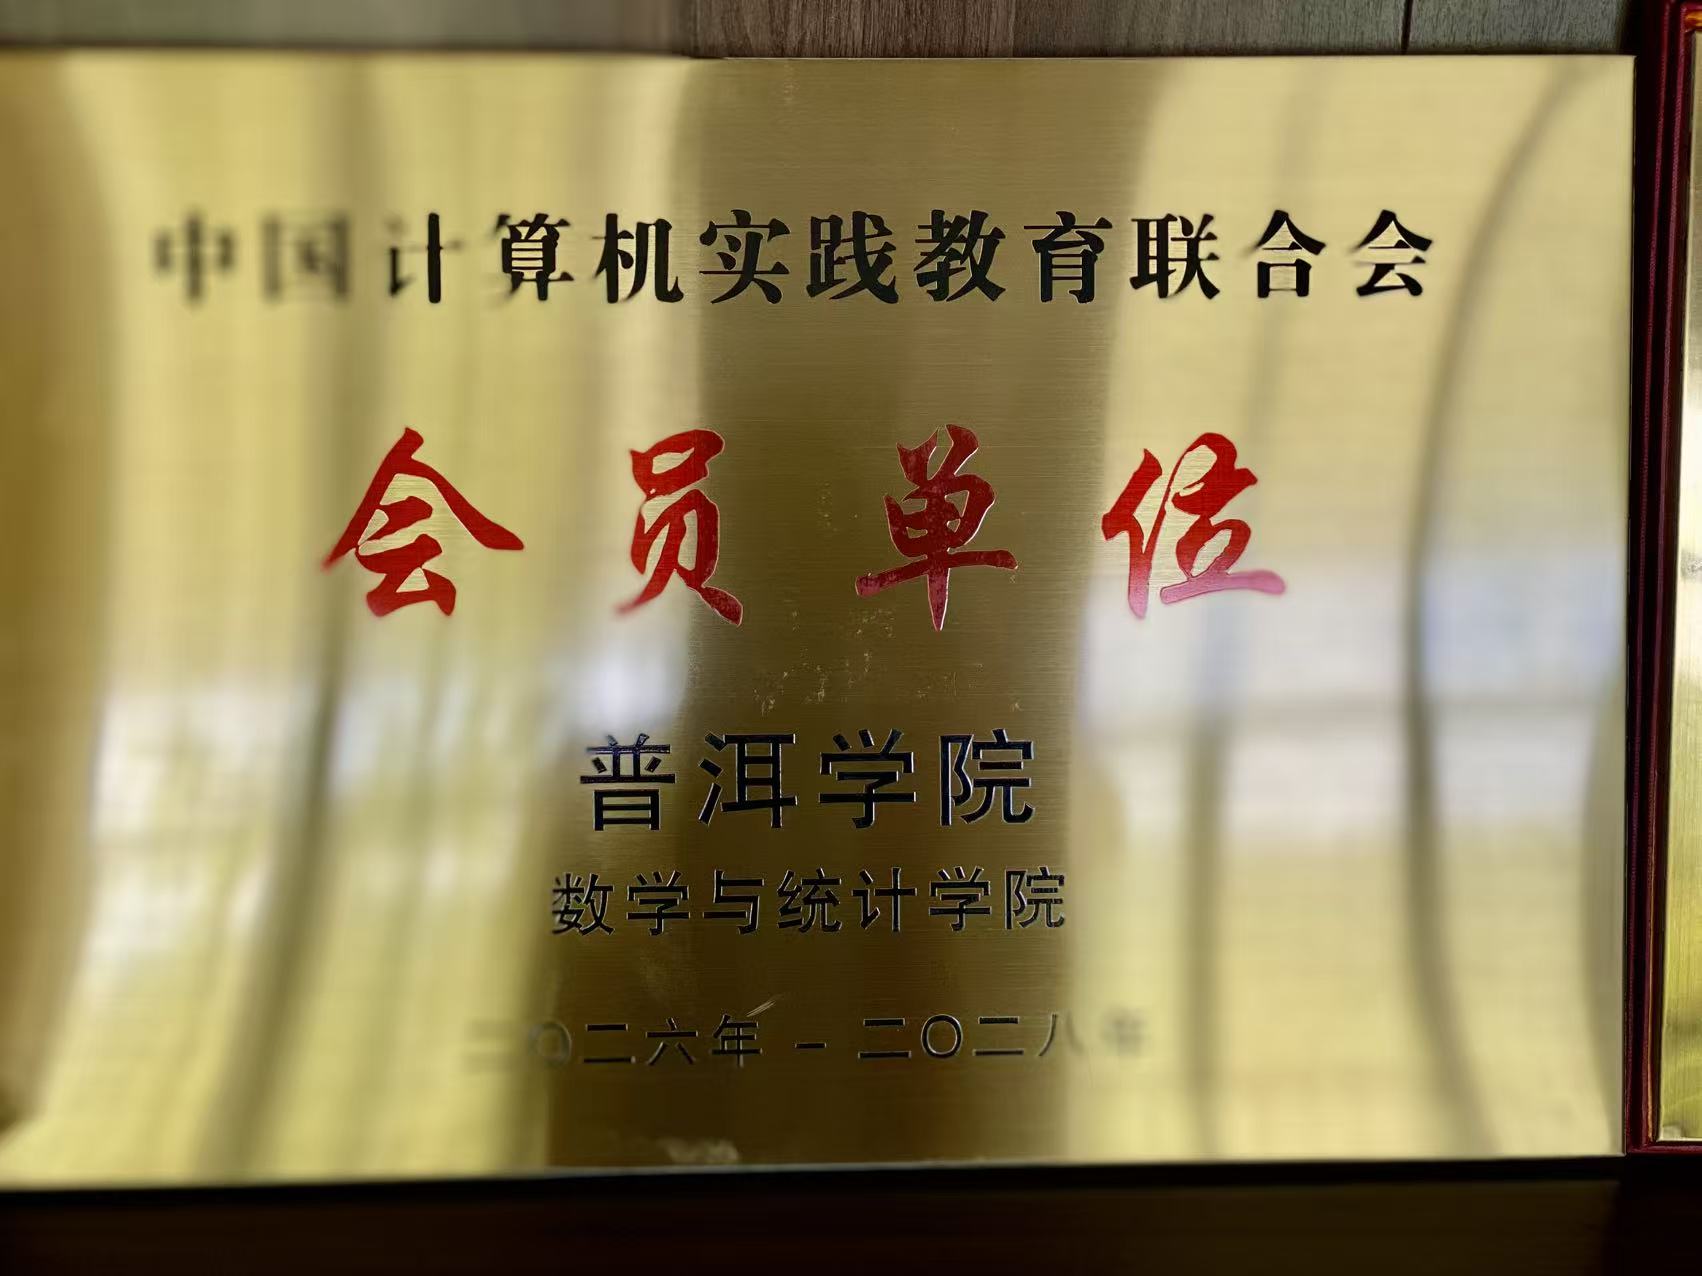 中国计算机实践教育联合会
会员单位
普洱学院
数学与统计学院
二〇二六年－二〇二八年